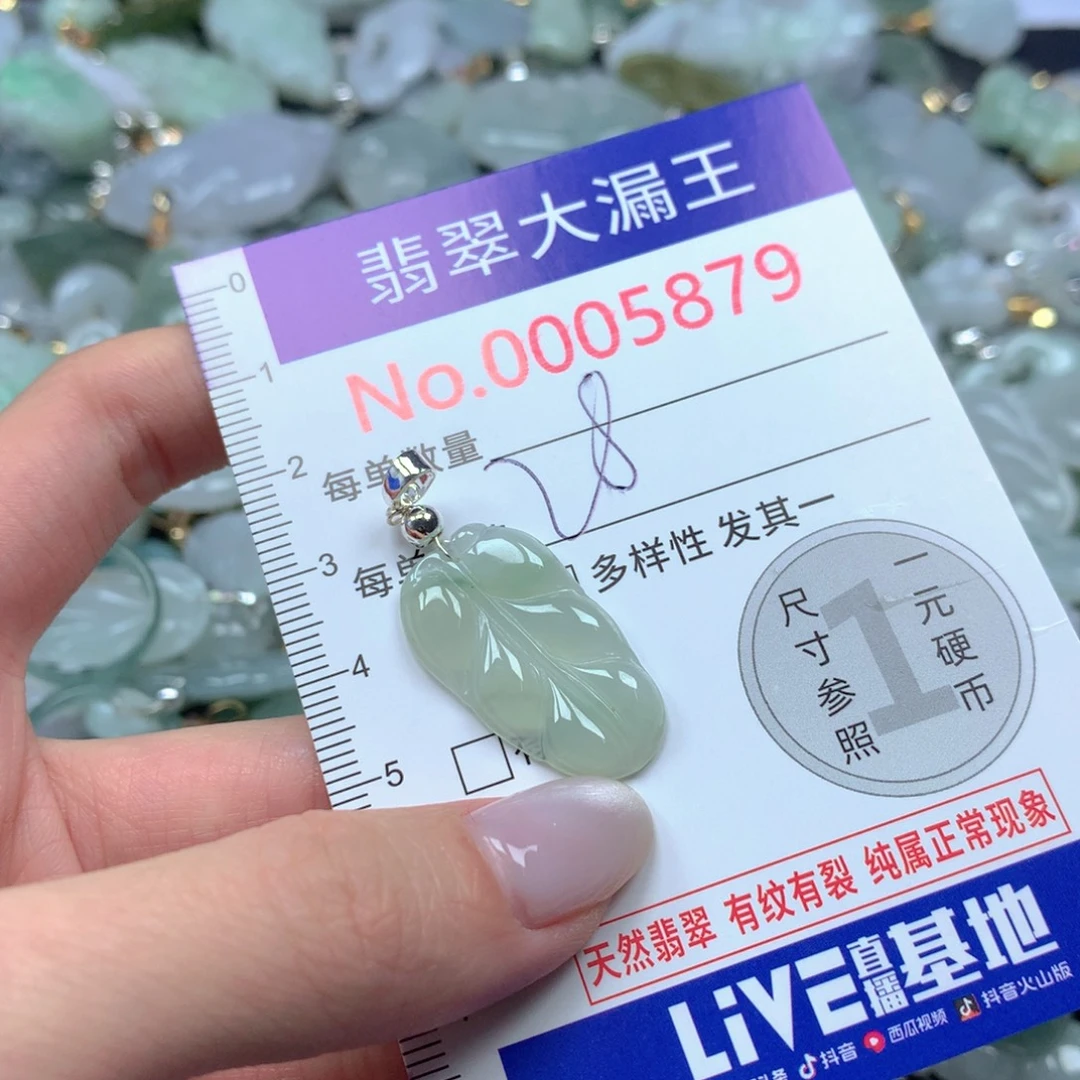 翡翠大漏王
No.0005879
每单数量
28
每单
多样性 发其一
0
1
2
3
4
5
尺寸参照
1
一元硬币
天然翡翠 有纹有裂 纯属正常现象
LiVE直播基地
抖音 西瓜视频 抖音火山版